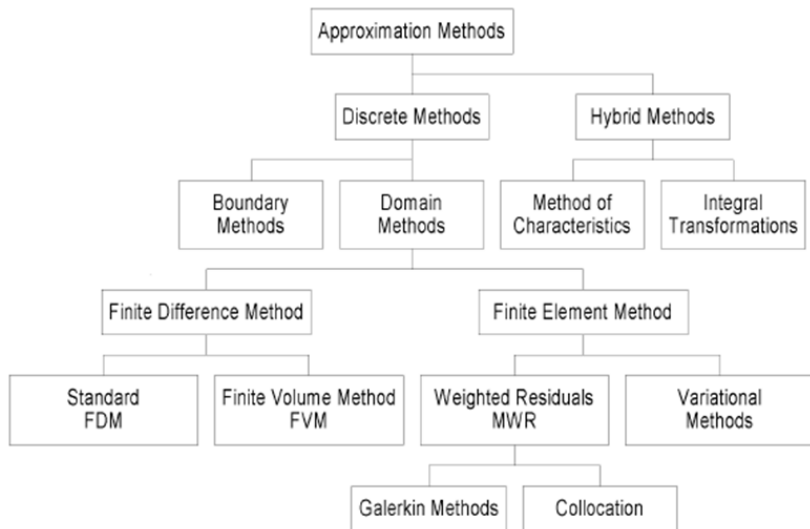 Approximation Methods
Discrete Methods
Hybrid Methods
Boundary
Methods
Domain
Methods
Method of
Characteristics
Integral
Transformations
Finite Difference Method
Finite Element Method
Standard
FDM
Finite Volume Method
FVM
Weighted Residuals
MWR
Variational
Methods
Galerkin Methods
Collocation